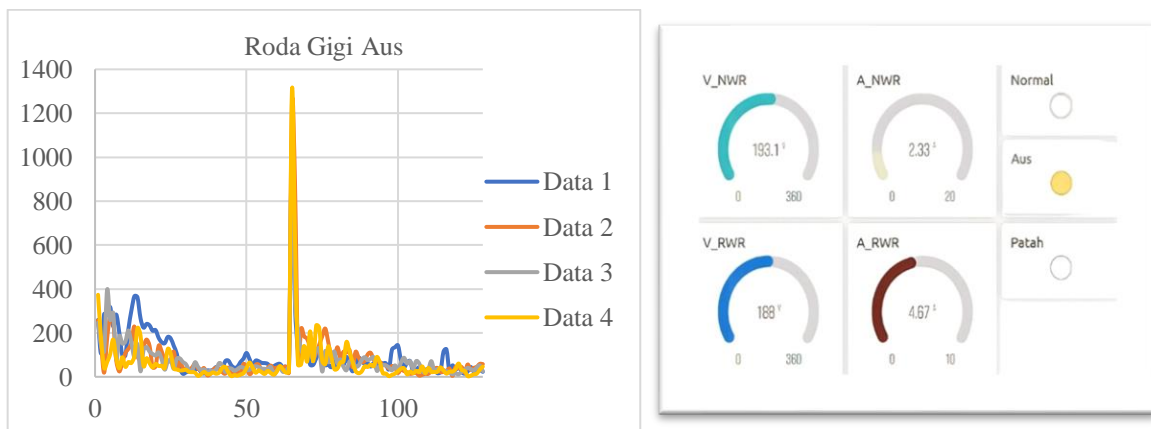 Roda Gigi Aus
1400
1200
1000
800
600
400
200
0
0 50 100
Data 1
Data 2
Data 3
Data 4
V_NWR
193.1 V
0 360
A_NWR
2.33 A
0 20
Normal
Aus
Patah
V_RWR
188 V
0 360
A_RWR
4.67
0 10